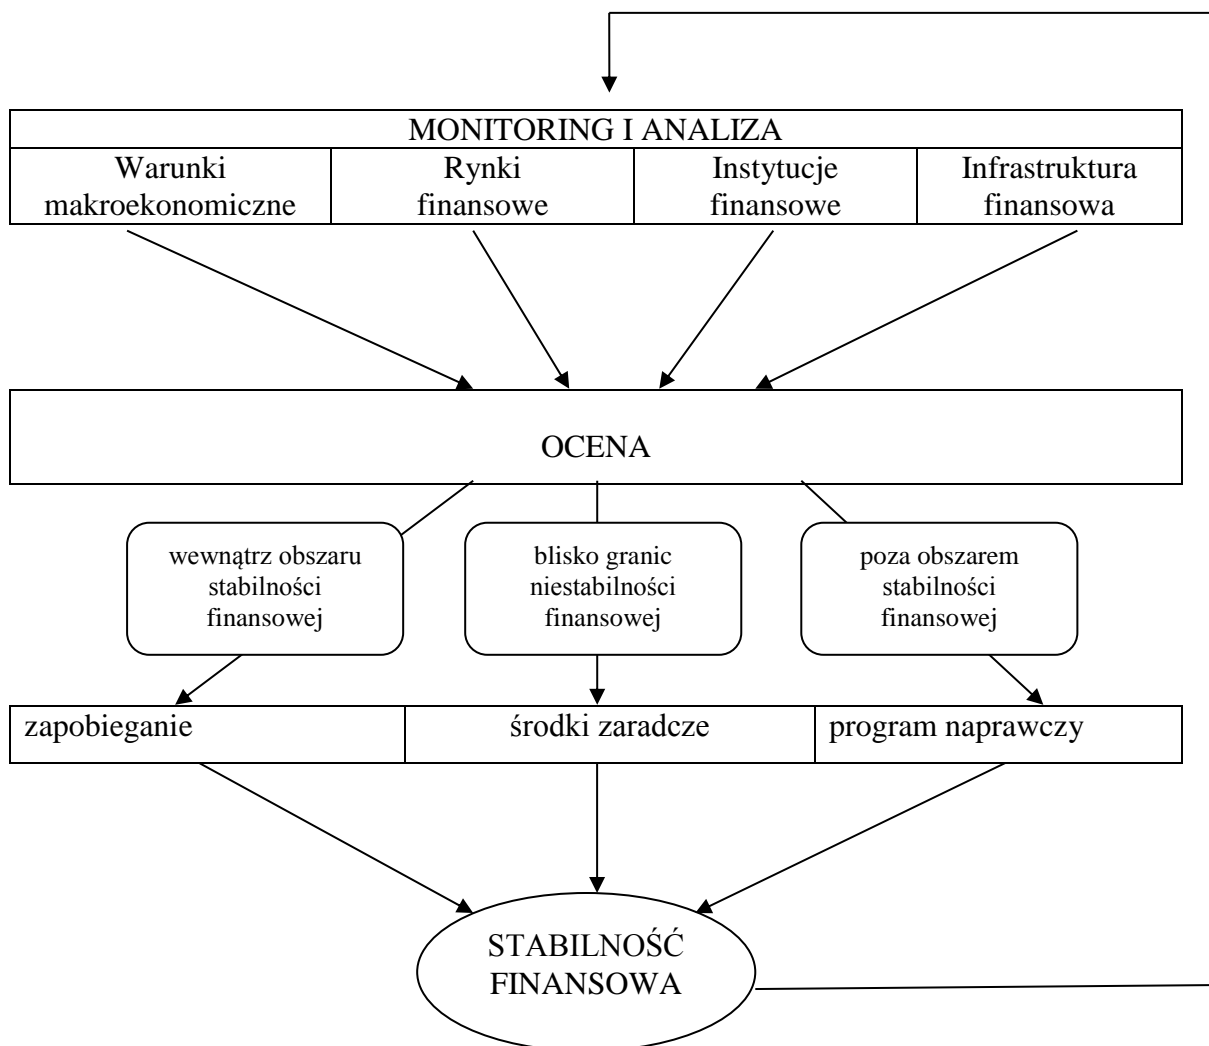 MONITORING I ANALIZA
Warunki
makroekonomiczne
Rynki
finansowe
Instytucje
finansowe
Infrastruktura
finansowa
OCENA
wewnątrz obszaru
stabilności
finansowej
blisko granic
niestabilności
finansowej
poza obszarem
stabilności
finansowej
zapobieganie
środki zaradcze
program naprawczy
STABILNOŚĆ
FINANSOWA